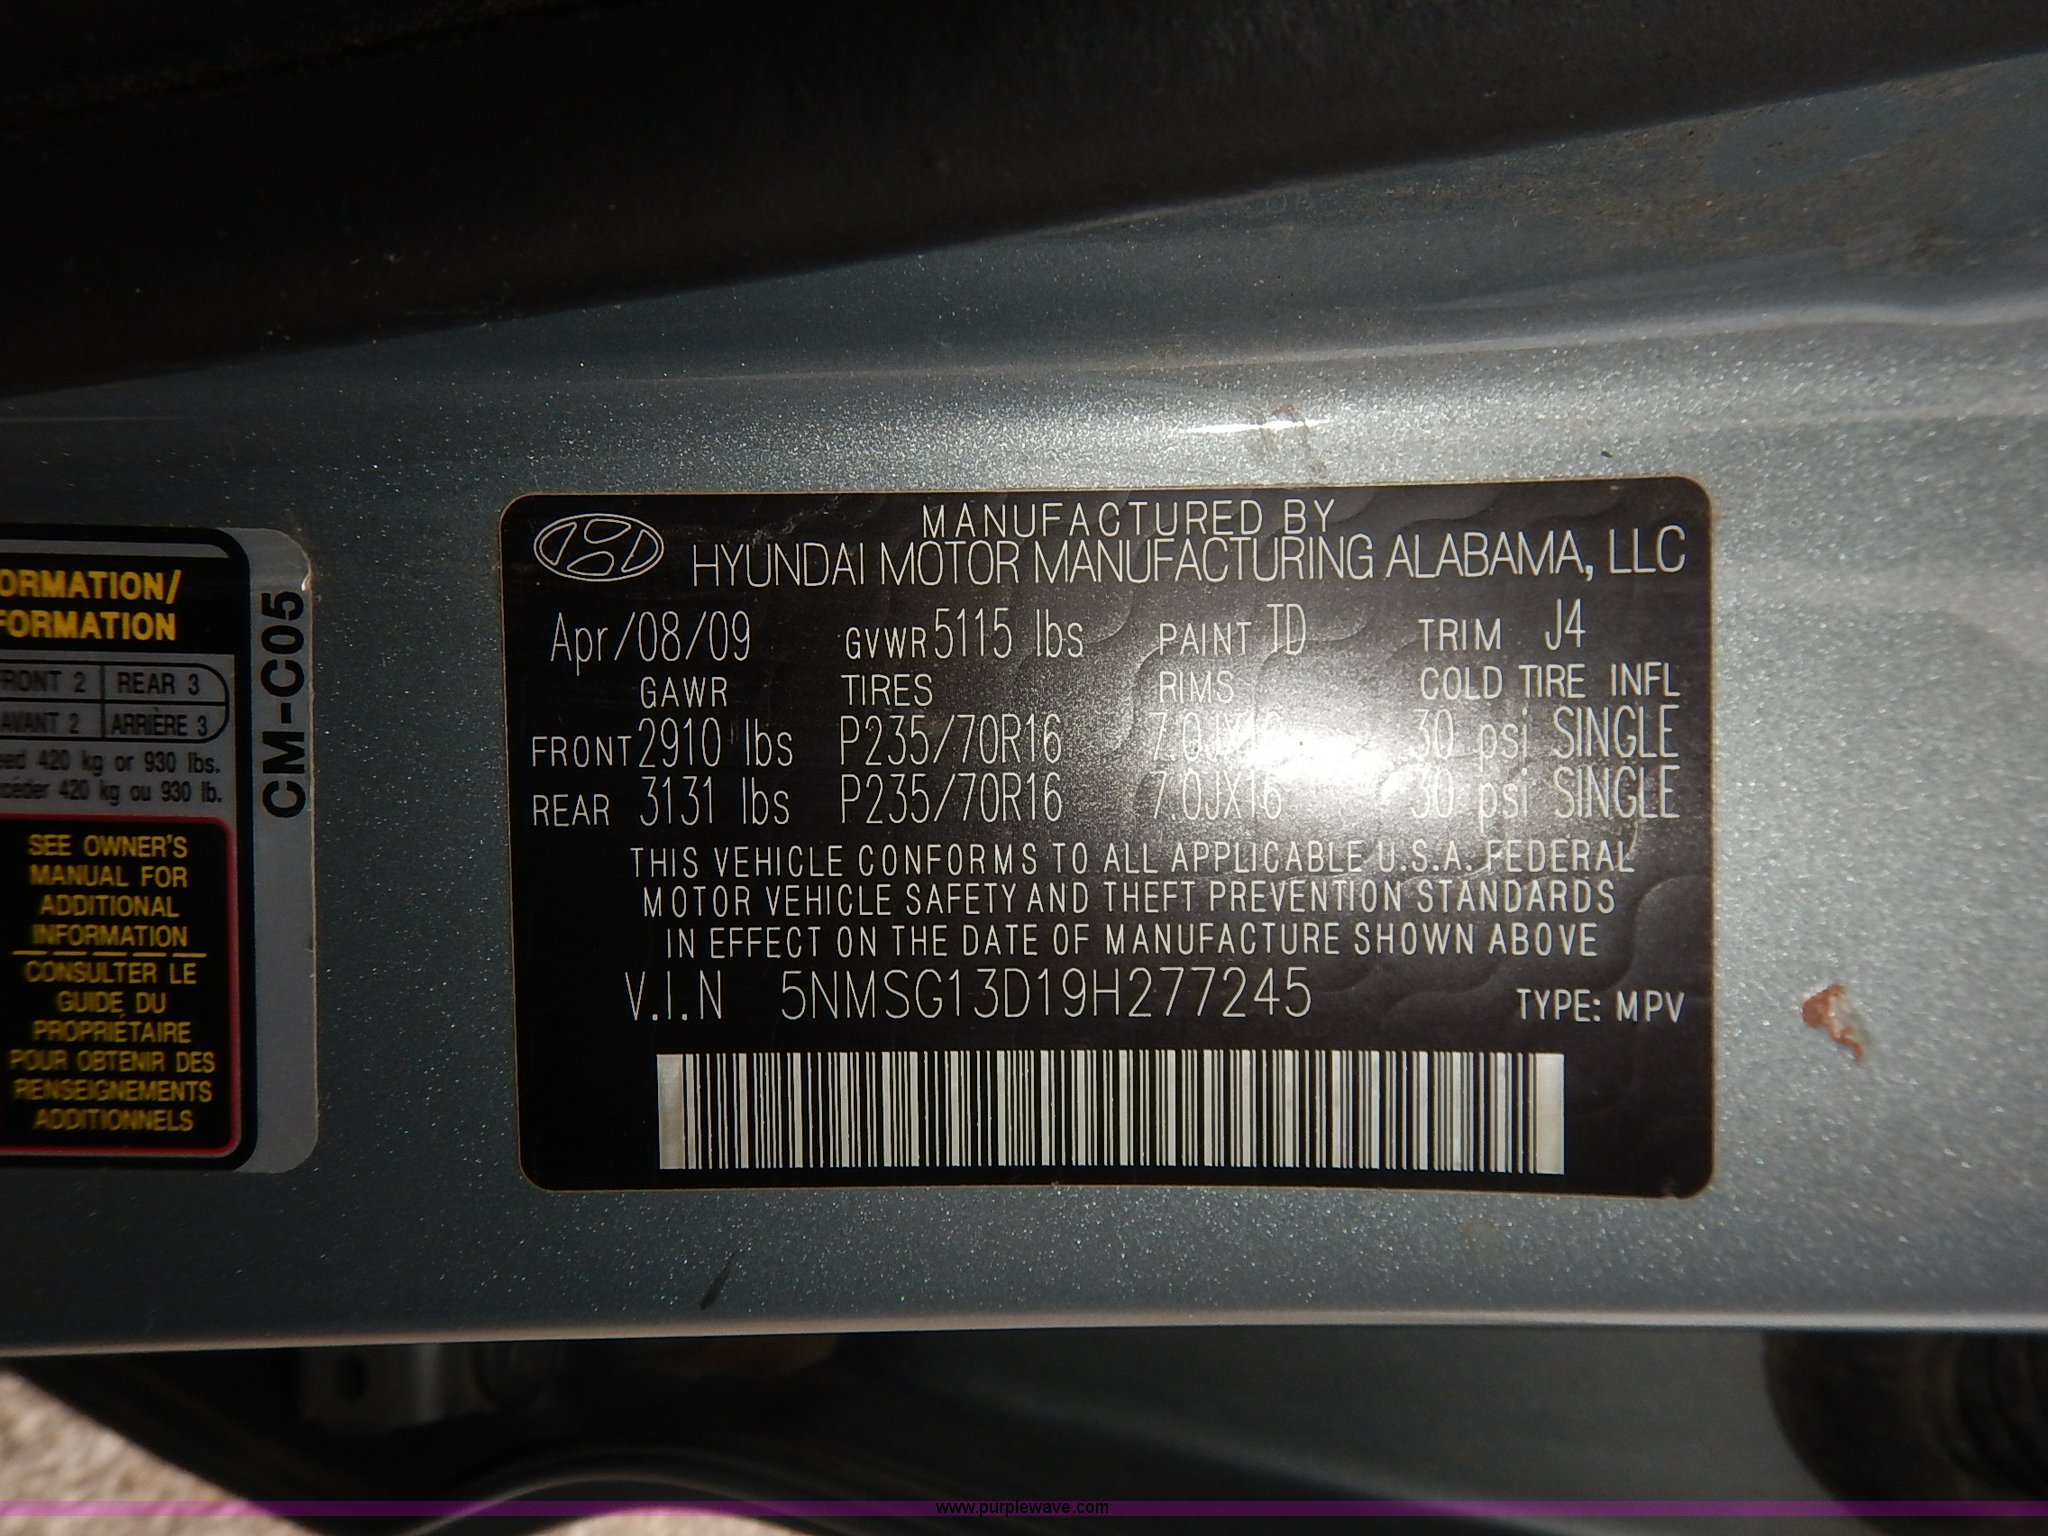 MANUFACTURED BY
HYUNDAI MOTOR MANUFACTURING ALABAMA, LLC
Apr/08/09 GVWR 5115 lbs PAINT TD TRIM J4
GAWR TIRES RIMS COLD TIRE INFL
FRONT 2910 lbs P235/70R16 7.0JX16 30 psi SINGLE
REAR 3131 lbs P235/70R16 7.0JX16 30 psi SINGLE
THIS VEHICLE CONFORMS TO ALL APPLICABLE U.S.A. FEDERAL
MOTOR VEHICLE SAFETY AND THEFT PREVENTION STANDARDS
IN EFFECT ON THE DATE OF MANUFACTURE SHOWN ABOVE
V.I.N 5NMSG13D19H277245 TYPE: MPV
ORMATION/
FORMATION
FRONT 2 REAR 3
AVANT 2 ARRIÈRE 3
eed 420 kg or 930 lbs.
céder 420 kg ou 930 lb.
SEE OWNER'S
MANUAL FOR
ADDITIONAL
INFORMATION
CONSULTER LE
GUIDE DU
PROPRIÉTAIRE
POUR OBTENIR DES
RENSEIGNEMENTS
ADDITIONNELS
CM-C05
www.purplewave.com